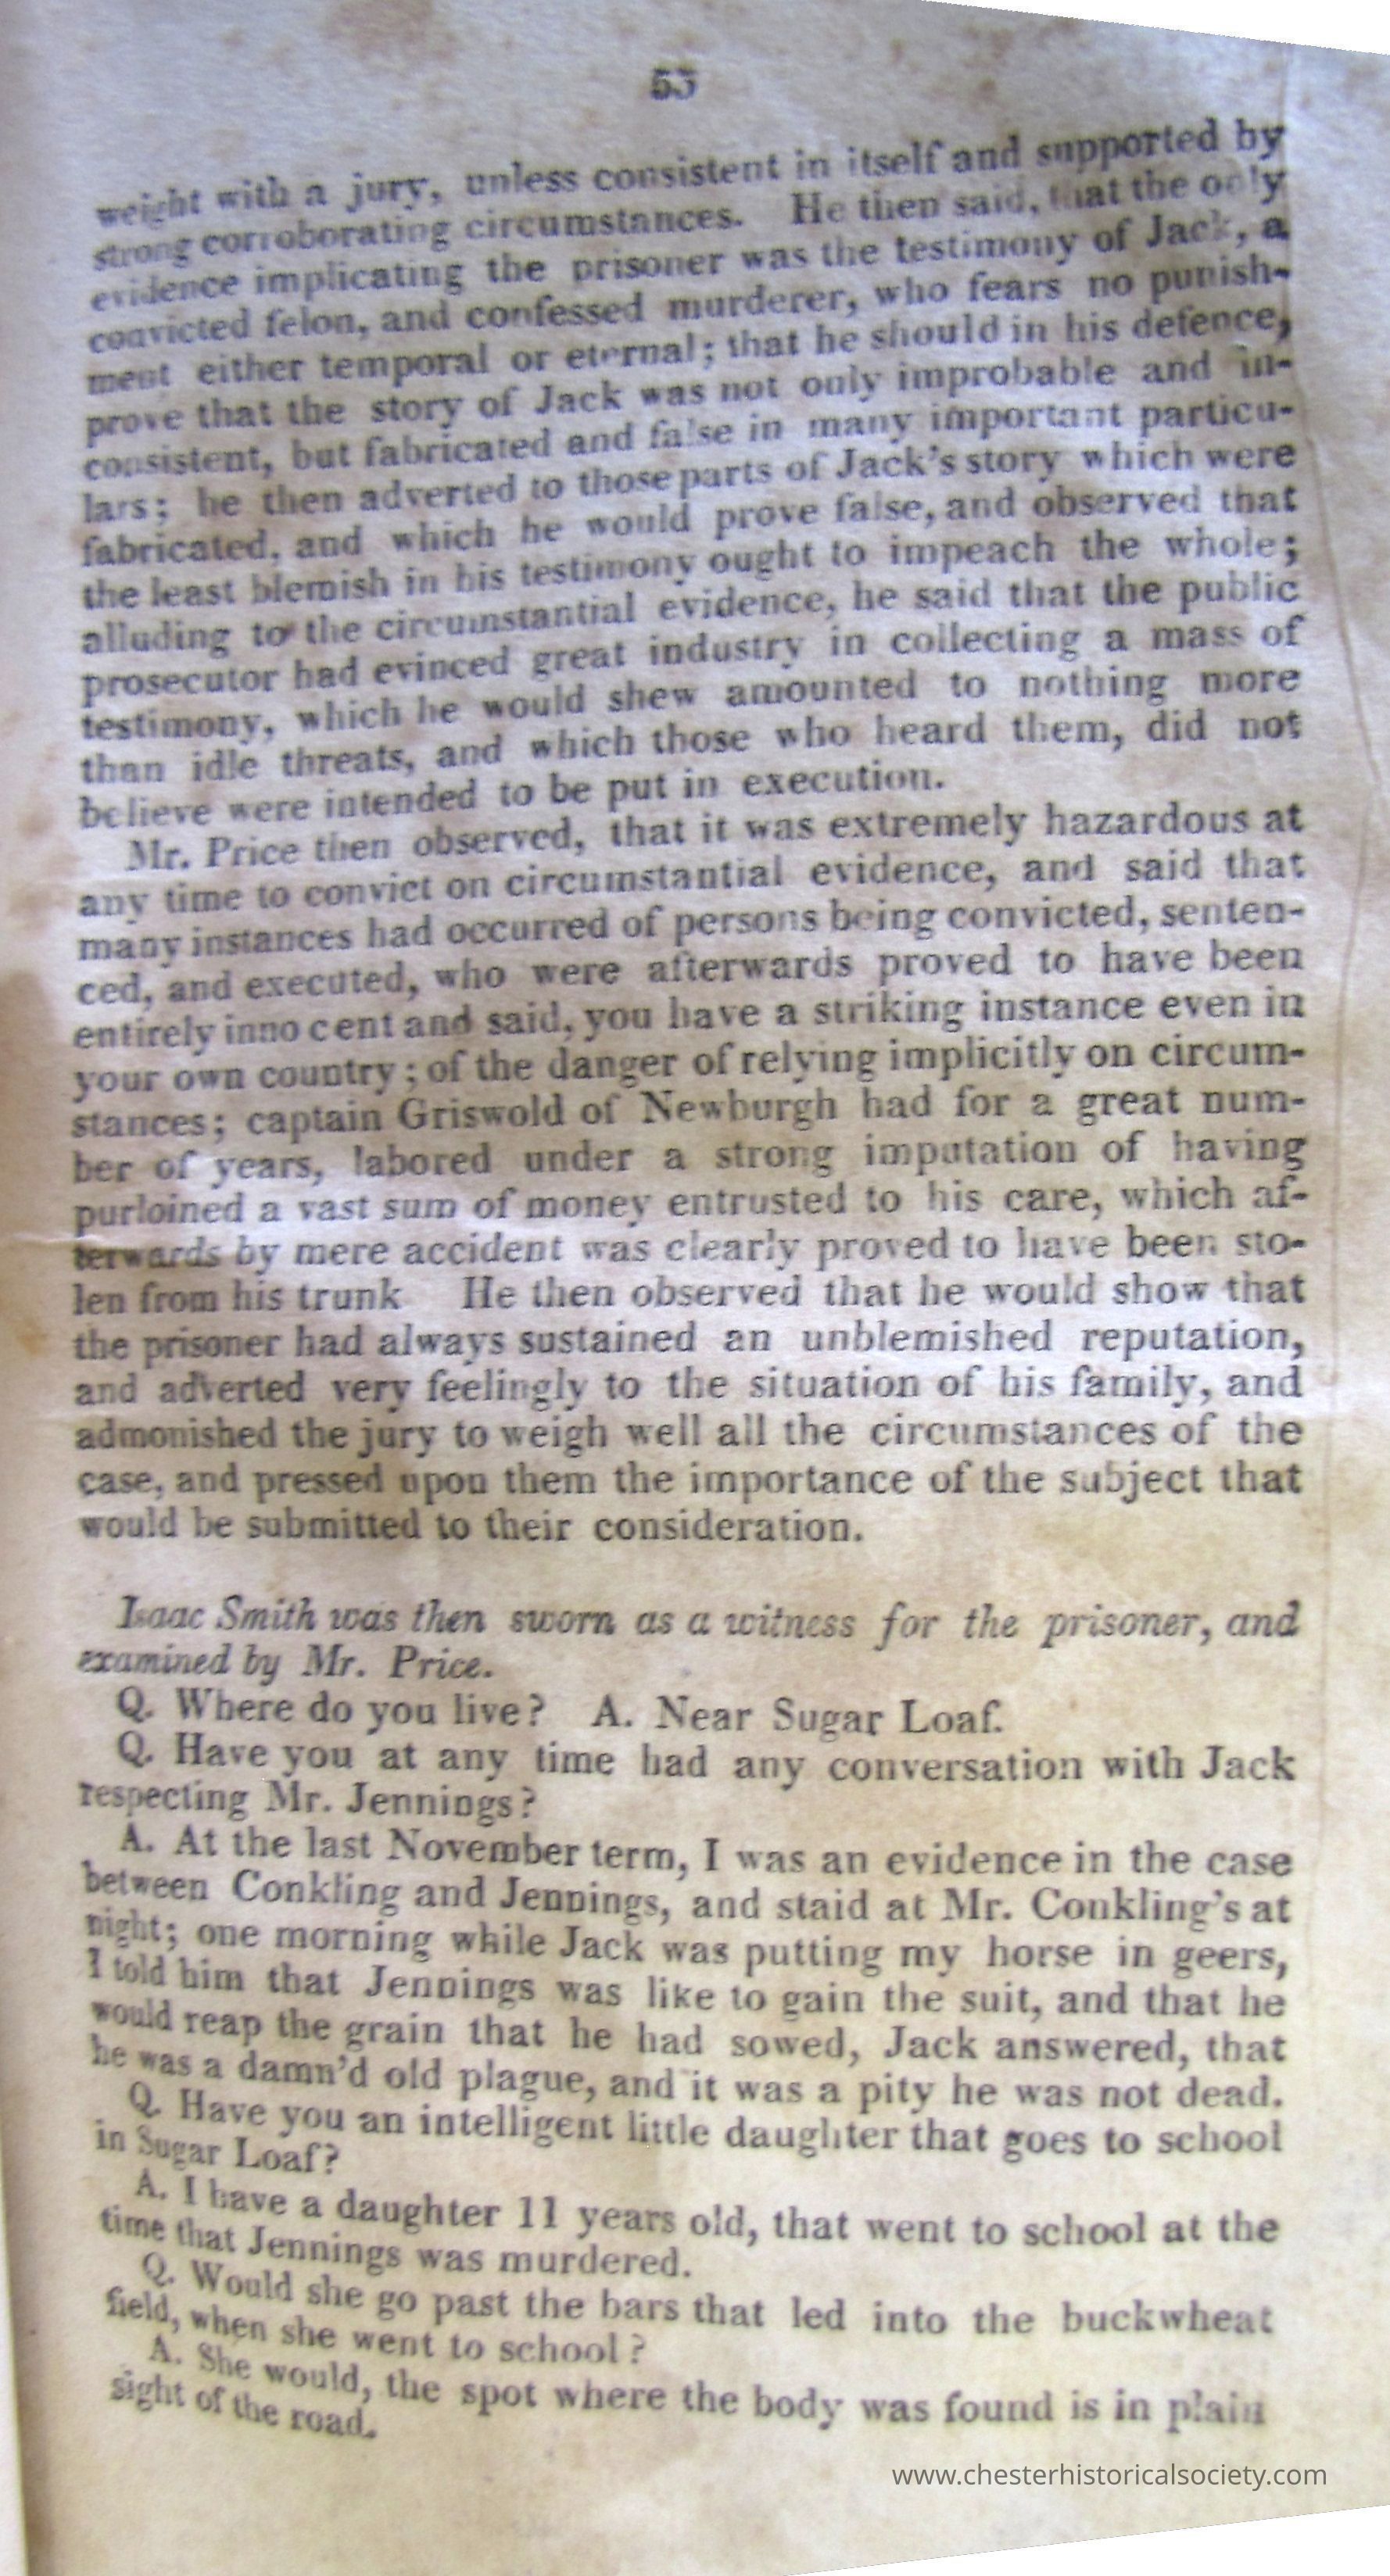 53
weight with a jury, unless consistent in itself and supported by
strong corroborating circumstances. He then said, that the only
evidence implicating the prisoner was the testimony of Jack, a
convicted felon, and confessed murderer, who fears no punish-
ment either temporal or eternal; that he should in his defence,
prove that the story of Jack was not only improbable and in-
consistent, but fabricated and false in many important particu-
lars; he then adverted to those parts of Jack's story which were
fabricated, and which he would prove false, and observed that
the least blemish in his testimony ought to impeach the whole;
alluding to the circumstantial evidence, he said that the public
prosecutor had evinced great industry in collecting a mass of
testimony, which he would shew amounted to nothing more
than idle threats, and which those who heard them, did not
believe were intended to be put in execution.
Mr. Price then observed, that it was extremely hazardous at
any time to convict on circumstantial evidence, and said that
many instances had occurred of persons being convicted, senten-
ced, and executed, who were afterwards proved to have been
entirely inno cent and said, you have a striking instance even in
your own country; of the danger of relying implicitly on circum-
stances; captain Griswold of Newburgh had for a great num-
ber of years, labored under a strong imputation of having
purloined a vast sum of money entrusted to his care, which af-
terwards by mere accident was clearly proved to have been sto-
len from his trunk He then observed that he would show that
the prisoner had always sustained an unblemished reputation,
and adverted very feelingly to the situation of his family, and
admonished the jury to weigh well all the circumstances of the
case, and pressed upon them the importance of the subject that
would be submitted to their consideration.
Isaac Smith was then sworn as a witness for the prisoner, and
examined by Mr. Price.
Q. Where do you live? A. Near Sugar Loaf.
Q. Have you at any time had any conversation with Jack
respecting Mr. Jennings?
A. At the last November term, I was an evidence in the case
between Conkling and Jennings, and staid at Mr. Conkling's at
night; one morning while Jack was putting my horse in geers,
I told him that Jennings was like to gain the suit, and that he
would reap the grain that he had sowed, Jack answered, that
he was a damn'd old plague, and it was a pity he was not dead.
Q. Have you an intelligent little daughter that goes to school
in Sugar Loaf?
A. I have a daughter 11 years old, that went to school at the
time that Jennings was murdered.
Q. Would she go past the bars that led into the buckwheat
field, when she went to school?
A. She would, the spot where the body was found is in plain
sight of the road.
www.chesterhistoricalsociety.com